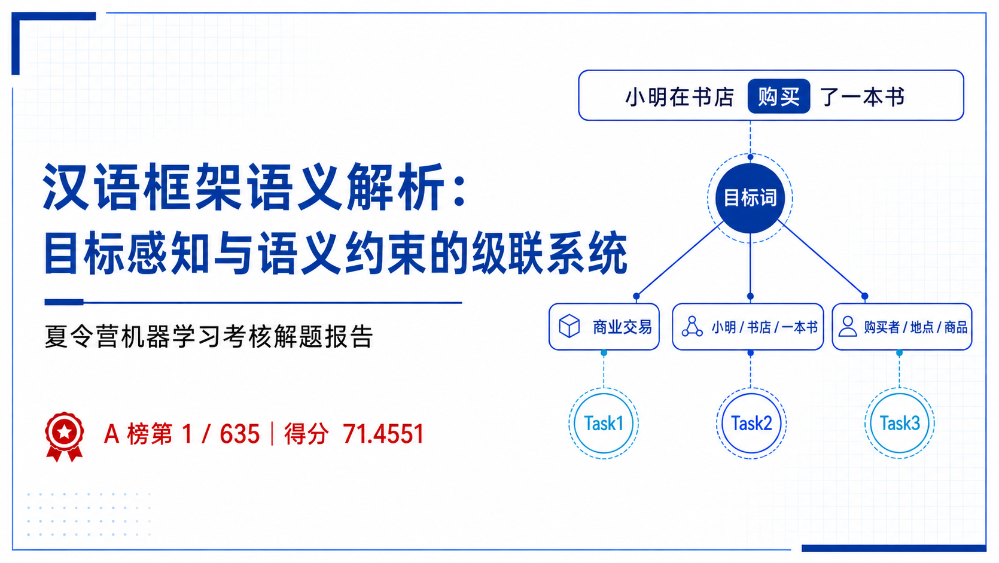 汉语框架语义解析：
目标感知与语义约束的级联系统
夏令营机器学习考核解题报告
A 榜第 1 / 635｜得分 71.4551
小明在书店 购买 了一本书
目标词
商业交易
小明 / 书店 / 一本书
购买者 / 地点 / 商品
Task1
Task2
Task3